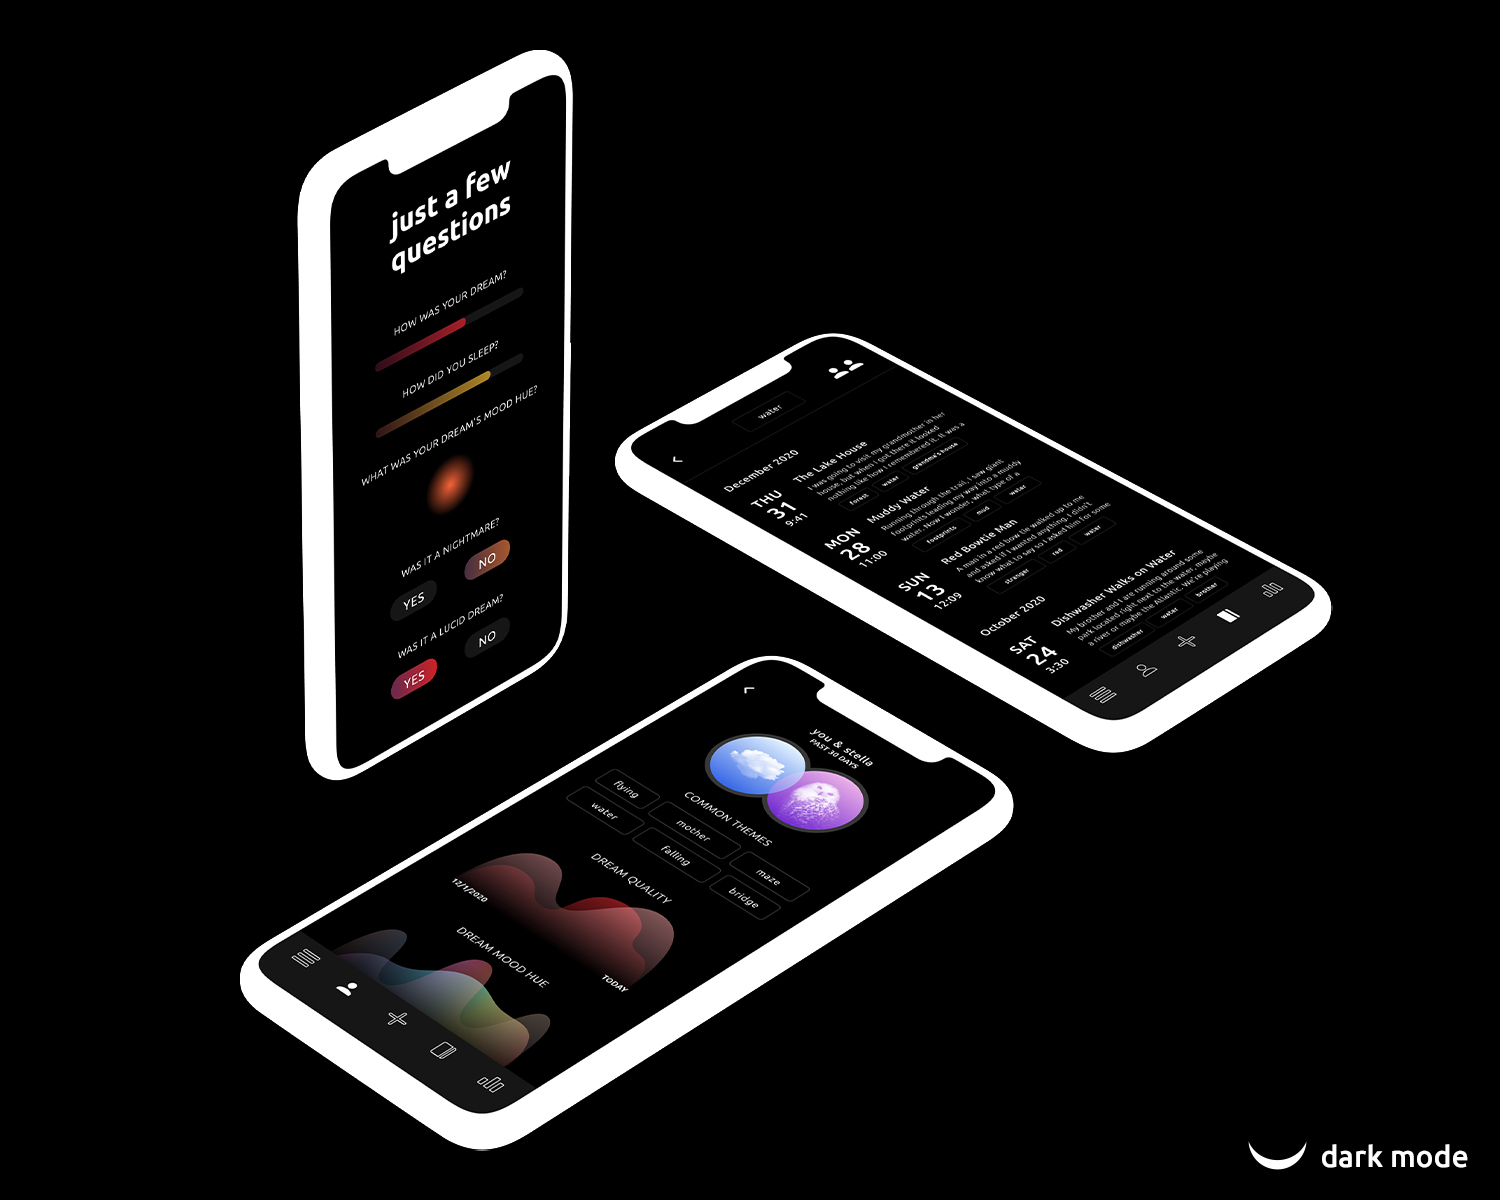 just a few
questions
HOW WAS YOUR DREAM?
HOW DID YOU SLEEP?
WHAT WAS YOUR DREAM'S MOOD HUE?
WAS IT A NIGHTMARE?
YES NO
WAS IT A LUCID DREAM?
YES NO
water
December 2020
THU
31
9:41
The Lake House
I was going to visit my grandmother in her
house, but when I got there it looked
nothing like how I remembered it. It was a
forest water grandma's house
MON
28
11:00
Muddy Water
Running through the trail, I saw giant
footprints leading my way into a muddy
water. Now I wonder, what type of a
footprints mud water
SUN
13
12:09
Red Bowtie Man
A man in a red bow tie walked up to me
and asked if I wanted anything. I didn't
know what to say so I asked him for some
stranger red water
October 2020
SAT
24
3:30
Dishwasher Walks on Water
My brother and I are running around some
park located right next to the water, maybe
a river or maybe the Atlantic. We're playing
dishwasher water brother
you & stella
PAST 30 DAYS
COMMON THEMES
flying mother maze
water falling bridge
DREAM QUALITY
12/1/2020 TODAY
DREAM MOOD HUE
dark mode